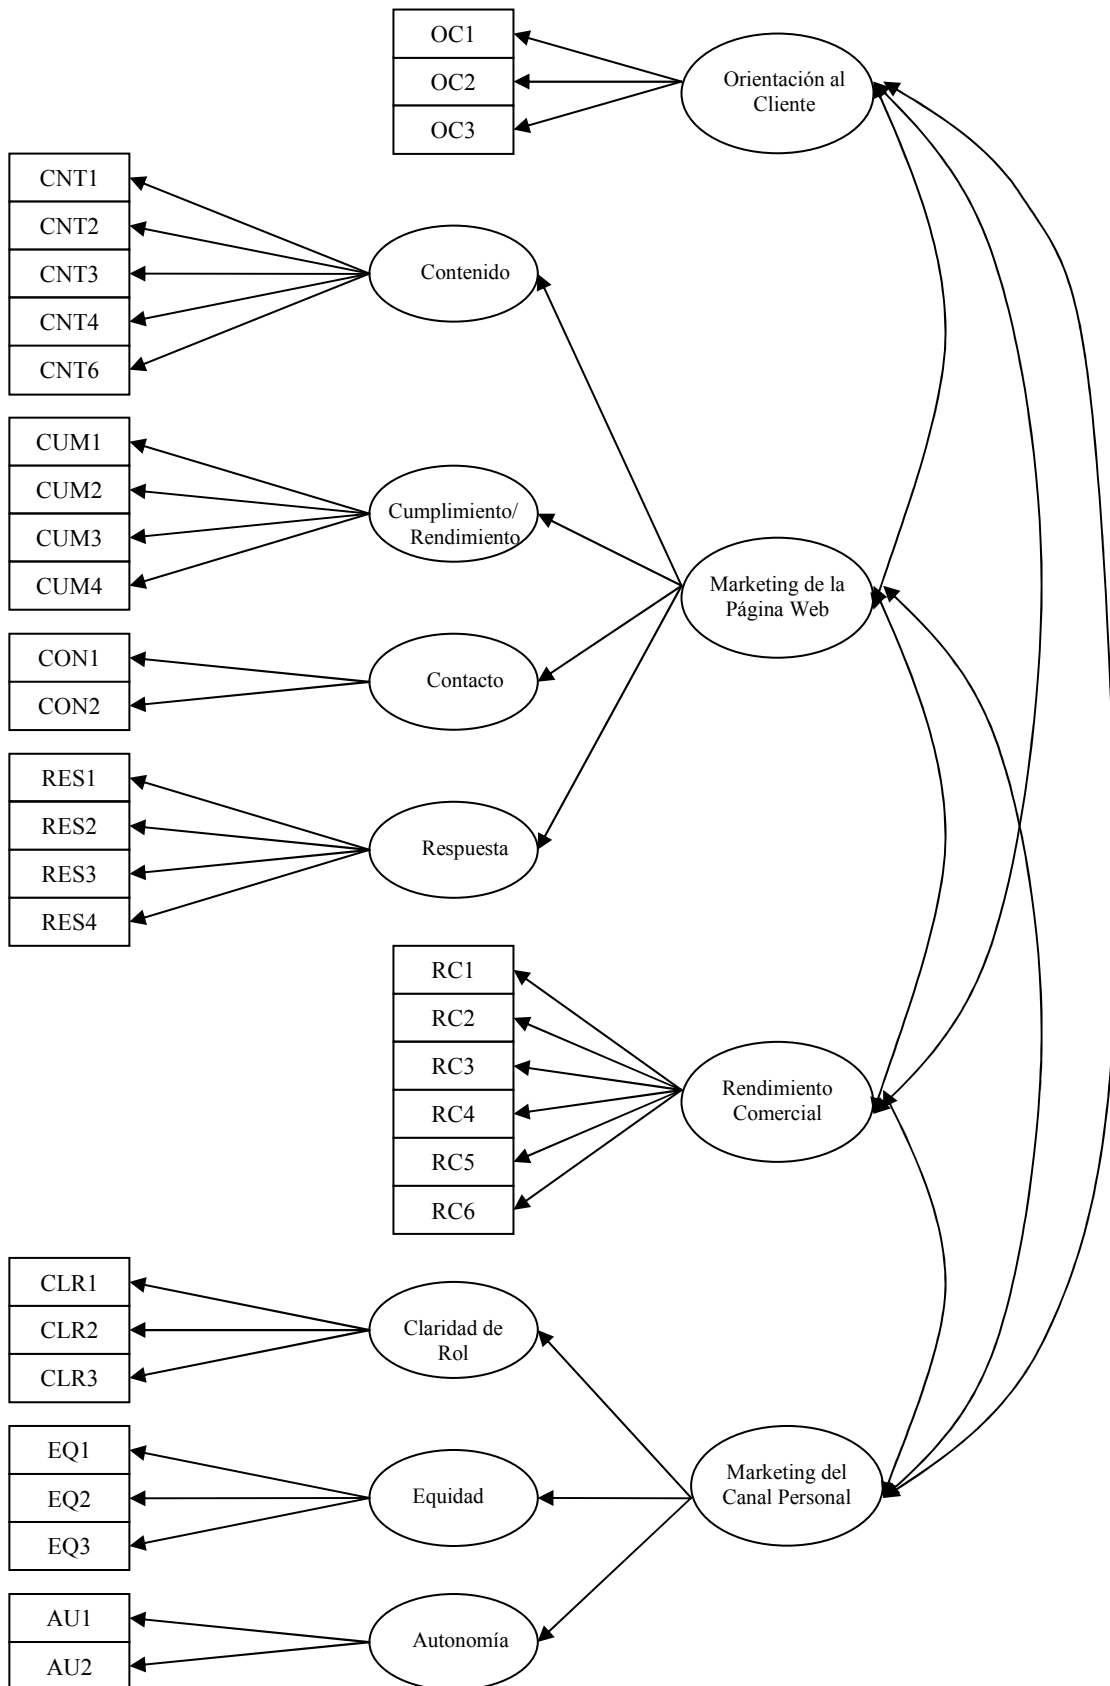 OC1
OC2
OC3
Orientación al
Cliente
CNT1
CNT2
CNT3
CNT4
CNT6
Contenido
CUM1
CUM2
CUM3
CUM4
Cumplimiento/
Rendimiento
Marketing de la
Página Web
CON1
CON2
Contacto
RES1
RES2
RES3
RES4
Respuesta
RC1
RC2
RC3
RC4
RC5
RC6
Rendimiento
Comercial
CLR1
CLR2
CLR3
Claridad de
Rol
EQ1
EQ2
EQ3
Equidad
Marketing del
Canal Personal
AU1
AU2
Autonomía